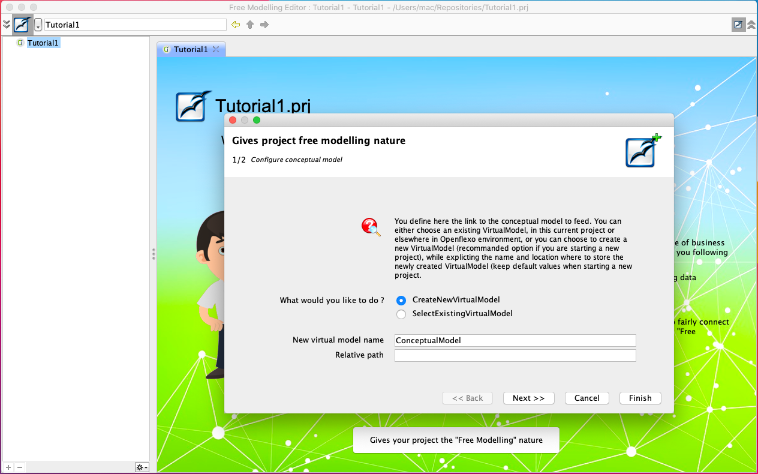 Free Modelling Editor : Tutorial1 - Tutorial1 - /Users/mac/Repositories/Tutorial1.prj
Tutorial1
Tutorial1
Tutorial1
Tutorial1.prj
Gives project free modelling nature
1/2 Configure conceptual model
You define here the link to the conceptual model to feed. You can
either choose an existing VirtualModel, in this current project or
elsewhere in Openflexo environment, or you can choose to create a
new VirtualModel (recommanded option if you are starting a new
project), while explicting the name and location where to store the
newly created VirtualModel (keep default values when starting a new
project.
e of business
you following
g data
fairly connect
"Free
What would you like to do ?
CreateNewVirtualModel
SelectExistingVirtualModel
New virtual model name
ConceptualModel
Relative path
<< Back
Next >>
Cancel
Finish
Gives your project the "Free Modelling" nature